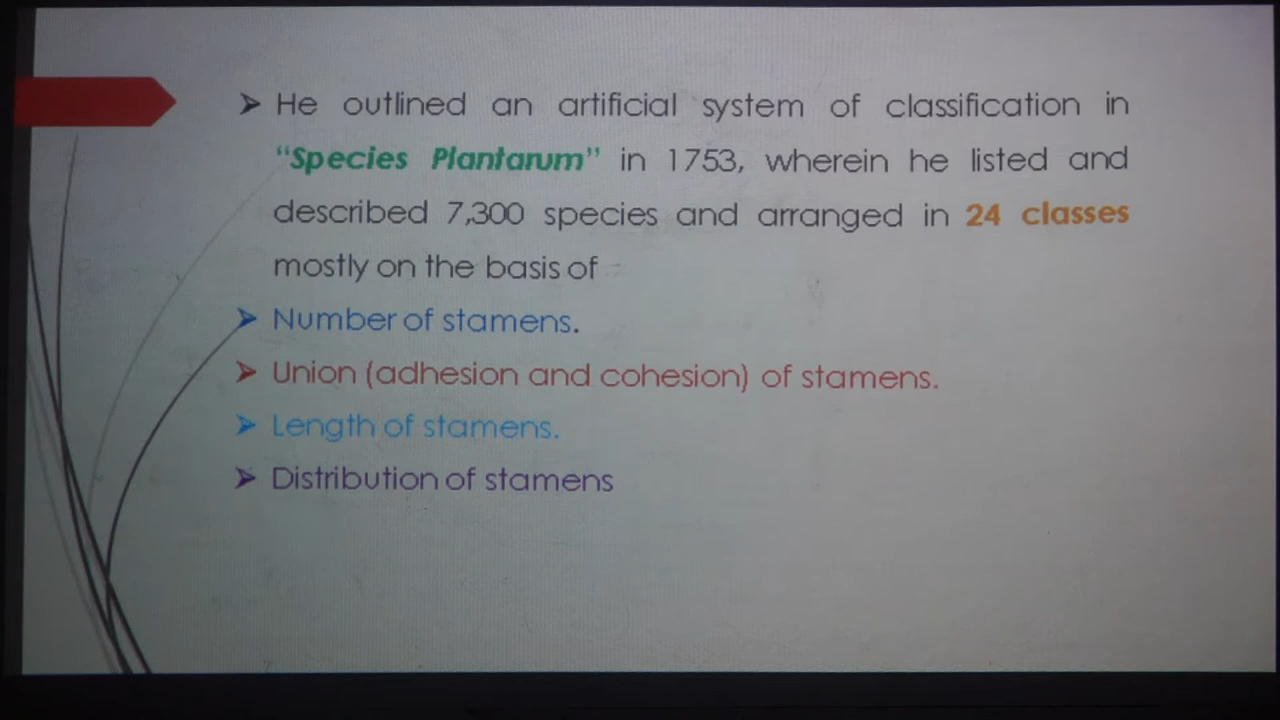 ➤ He outlined an artificial system of classification in
“Species Plantarum” in 1753, wherein he listed and
described 7,300 species and arranged in 24 classes
mostly on the basis of
➤ Number of stamens.
➤ Union (adhesion and cohesion) of stamens.
➤ Length of stamens.
➤ Distribution of stamens